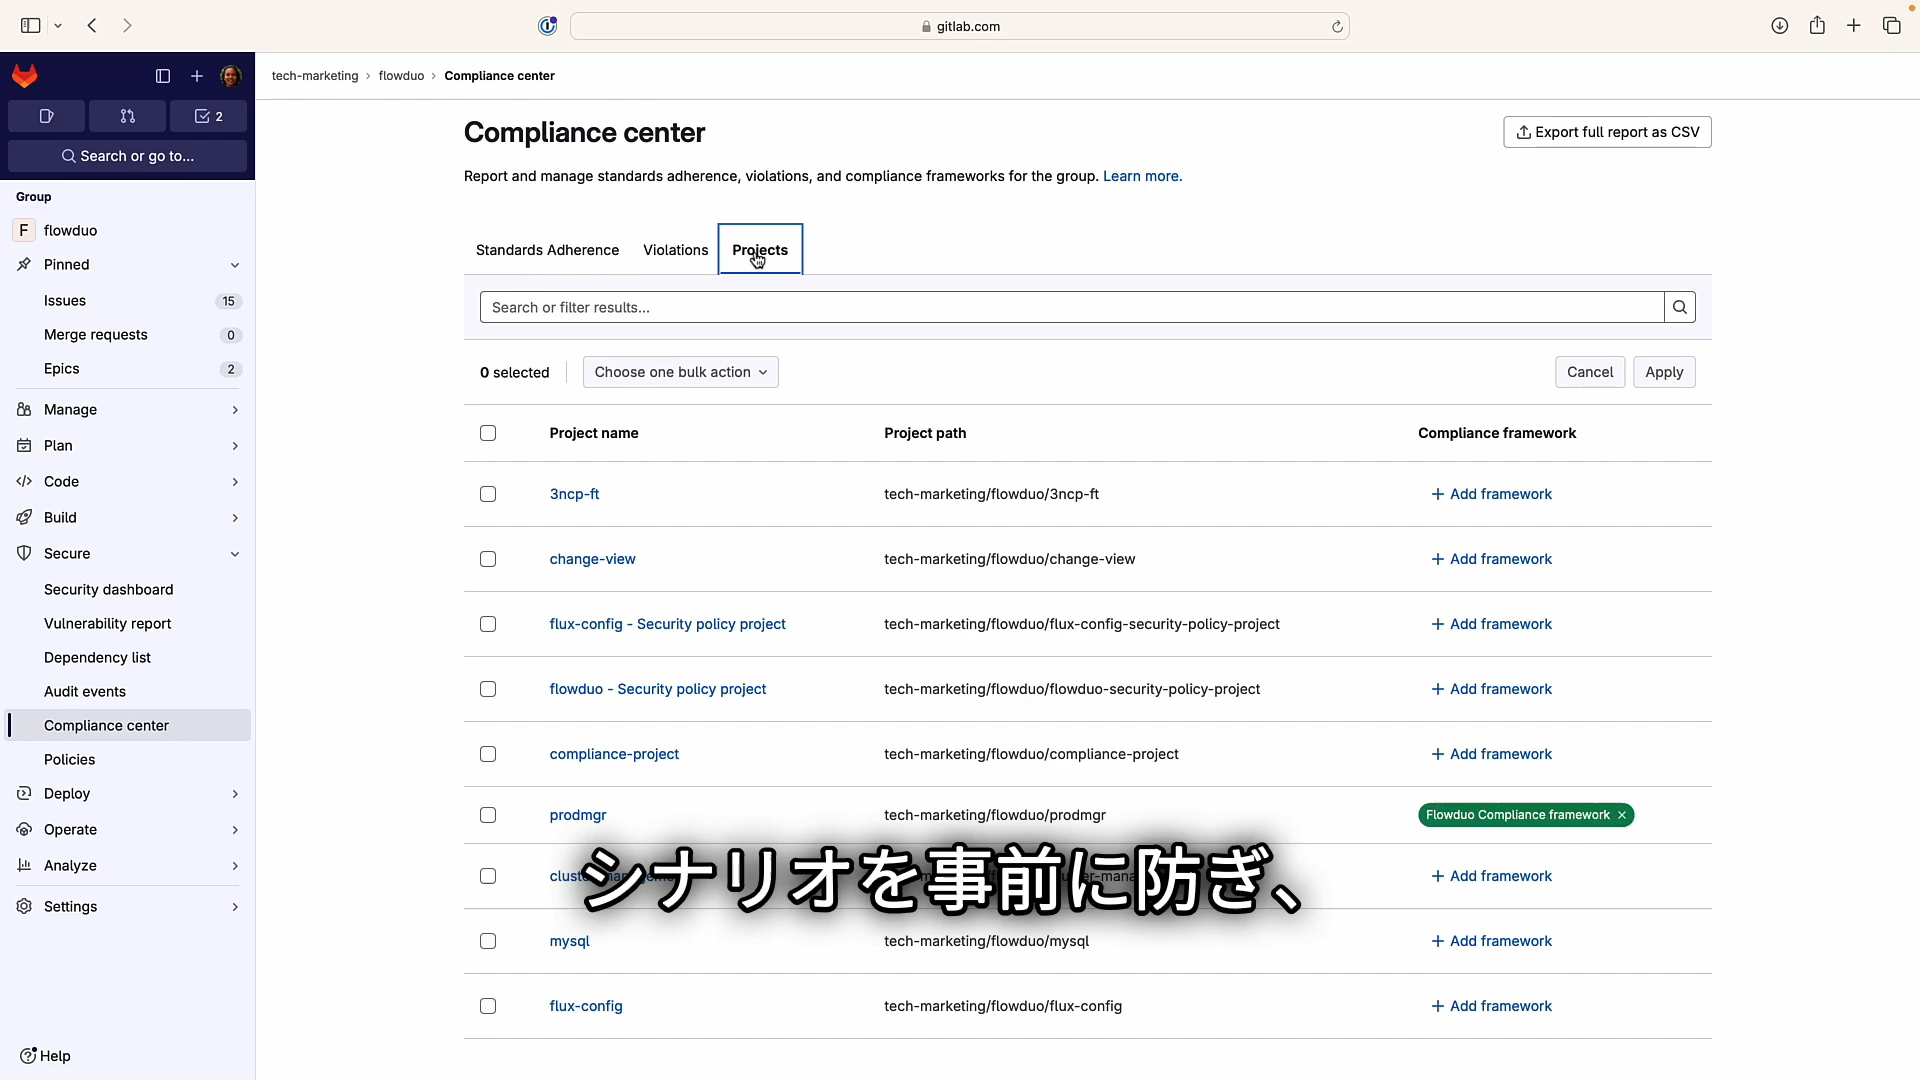 gitlab.com
tech-marketing › flowduo › Compliance center
2
Search or go to...
Group
F flowduo
Pinned
Issues 15
Merge requests 0
Epics 2
Manage
Plan
Code
Build
Secure
Security dashboard
Vulnerability report
Dependency list
Audit events
Compliance center
Policies
Deploy
Operate
Analyze
Settings
Help
Compliance center
Export full report as CSV
Report and manage standards adherence, violations, and compliance frameworks for the group. Learn more.
Standards Adherence Violations Projects
Search or filter results...
0 selected Choose one bulk action Cancel Apply
Project name Project path Compliance framework
3ncp-ft tech-marketing/flowduo/3ncp-ft + Add framework
change-view tech-marketing/flowduo/change-view + Add framework
flux-config - Security policy project tech-marketing/flowduo/flux-config-security-policy-project + Add framework
flowduo - Security policy project tech-marketing/flowduo/flowduo-security-policy-project + Add framework
compliance-project tech-marketing/flowduo/compliance-project + Add framework
prodmgr tech-marketing/flowduo/prodmgr Flowduo Compliance framework ×
+ Add framework
シナリオを事前に防ぎ、
mysql tech-marketing/flowduo/mysql + Add framework
flux-config tech-marketing/flowduo/flux-config + Add framework